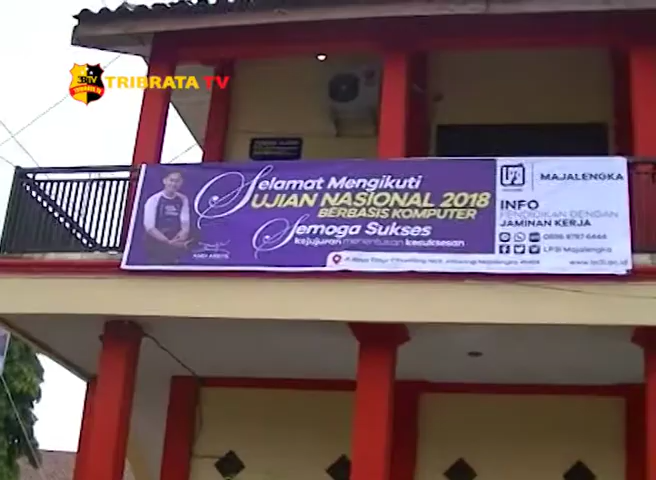 TRIBRATA TV
Selamat Mengikuti
UJIAN NASIONAL 2018
BERBASIS KOMPUTER
Semoga Sukses
kejujuran menentukan kesuksesan
MAJALENGKA
INFO
PENDIDIKAN DENGAN
JAMINAN KERJA
LP3I Majalengka